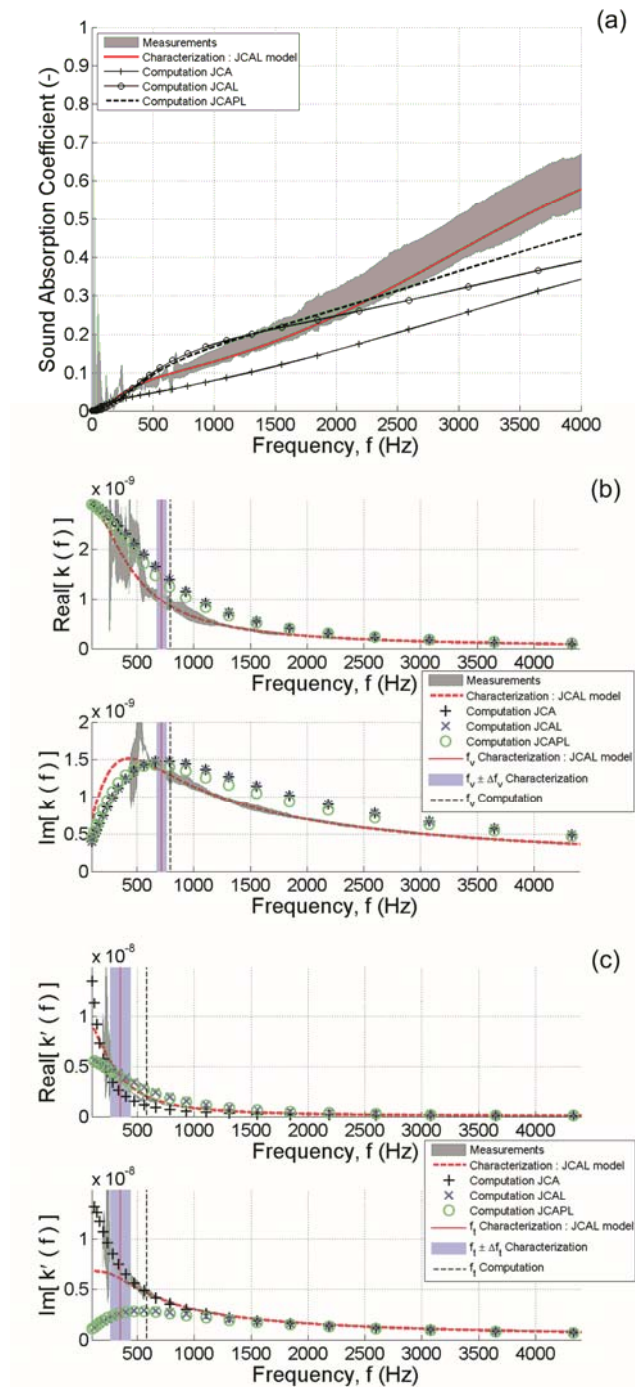 (a)
1
0.9
0.8
0.7
0.6
0.5
0.4
0.3
0.2
0.1
0
Sound Absorption Coefficient (-)
Measurements
Characterization : JCAL model
Computation JCA
Computation JCAL
Computation JCAPL
0 500 1000 1500 2000 2500 3000 3500 4000
Frequency, f (Hz)
(b)
x 10⁻⁹
2
1
0
Real[ k ( f ) ]
500 1000 1500 2000 2500 3000 3500 4000
Frequency, f (Hz)
x 10⁻⁹
2
1.5
1
0.5
0
Im[ k ( f ) ]
Measurements
Characterization : JCAL model
Computation JCA
Computation JCAL
Computation JCAPL
fᵥ Characterization : JCAL model
fᵥ ± Δfᵥ Characterization
fᵥ Computation
500 1000 1500 2000 2500 3000 3500 4000
Frequency, f (Hz)
(c)
x 10⁻⁸
1
0.5
0
Real[ k' ( f ) ]
500 1000 1500 2000 2500 3000 3500 4000
Frequency, f (Hz)
x 10⁻⁸
1
0.5
0
Im[ k' ( f ) ]
Measurements
Characterization : JCAL model
Computation JCA
Computation JCAL
Computation JCAPL
fₜ Characterization : JCAL model
fₜ ± Δfₜ Characterization
fₜ Computation
500 1000 1500 2000 2500 3000 3500 4000
Frequency, f (Hz)